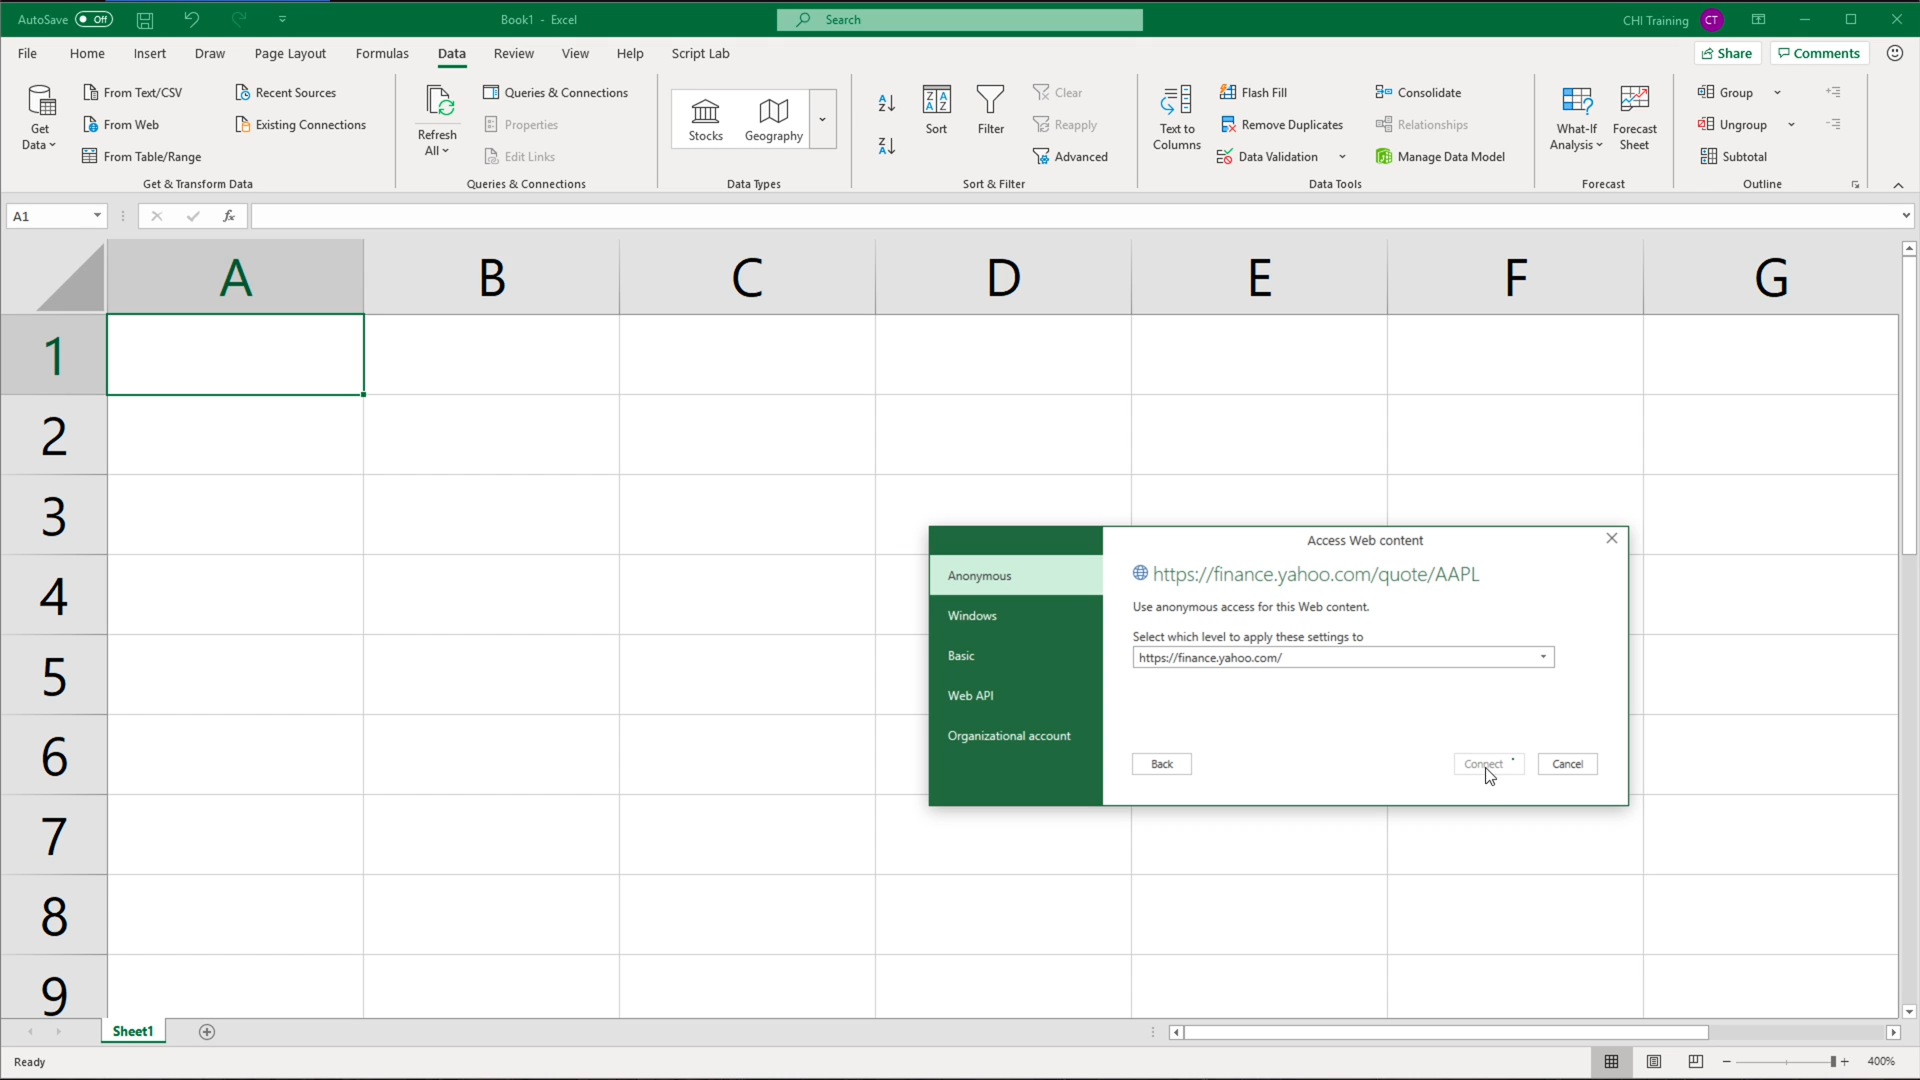 AutoSave Off Book1 - Excel Search CHI Training CT
File Home Insert Draw Page Layout Formulas Data Review View Help Script Lab Share Comments
Get Data
From Text/CSV
From Web
From Table/Range
Recent Sources
Existing Connections
Get & Transform Data
Refresh All
Queries & Connections
Properties
Edit Links
Queries & Connections
Stocks Geography
Data Types
Sort
Filter
Clear
Reapply
Advanced
Sort & Filter
Text to Columns
Flash Fill
Remove Duplicates
Data Validation
Consolidate
Relationships
Manage Data Model
Data Tools
What-If Analysis
Forecast Sheet
Forecast
Group
Ungroup
Subtotal
Outline
A1 fx
A B C D E F G
1
2
3
4
5
6
7
8
9
Access Web content
Anonymous
Windows
Basic
Web API
Organizational account
https://finance.yahoo.com/quote/AAPL
Use anonymous access for this Web content.
Select which level to apply these settings to
https://finance.yahoo.com/
Back Connect Cancel
Sheet1
Ready 400%